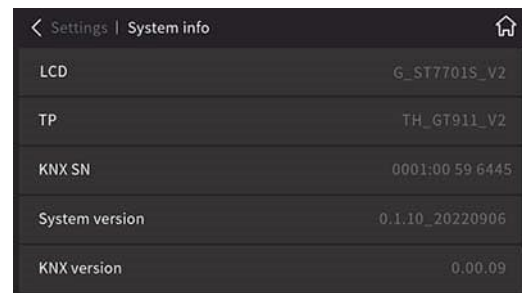 Settings | System info
LCD G_ST7701S_V2
TP TH_GT911_V2
KNX SN 0001:00 59 6445
System version 0.1.10_20220906
KNX version 0.00.09